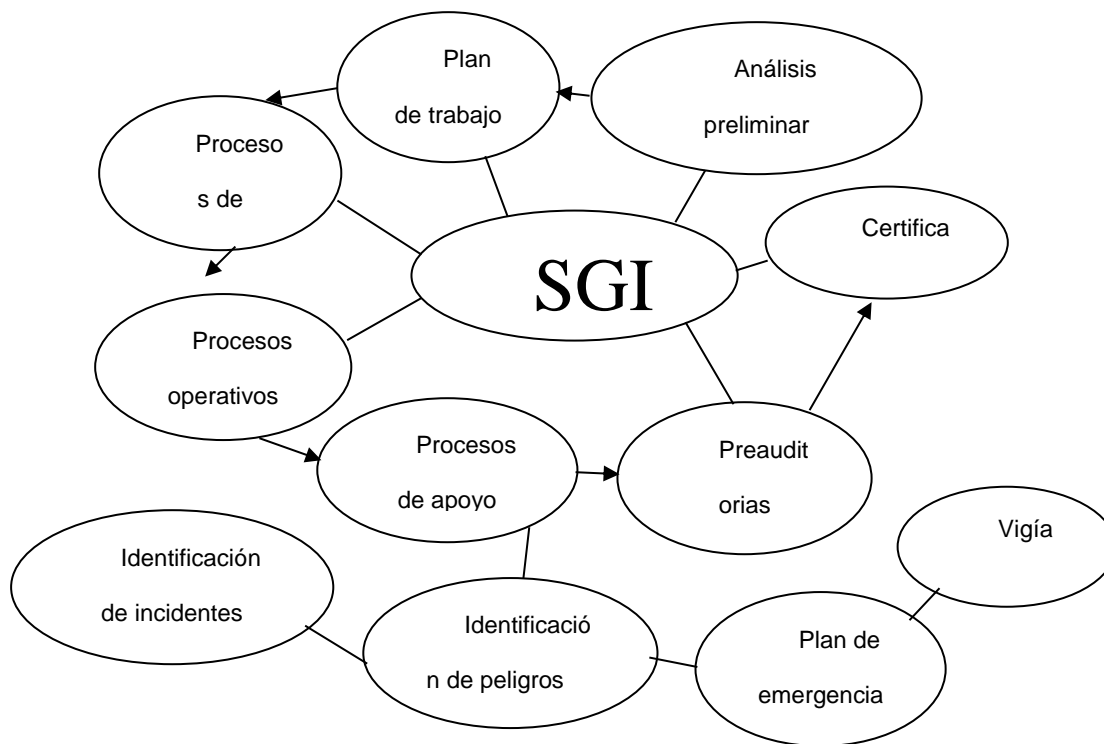 Plan
de trabajo
Análisis
preliminar
Proceso
s de
Certifica
SGI
Procesos
operativos
Procesos
de apoyo
Preaudit
orias
Vigía
Identificación
de incidentes
Identificació
n de peligros
Plan de
emergencia